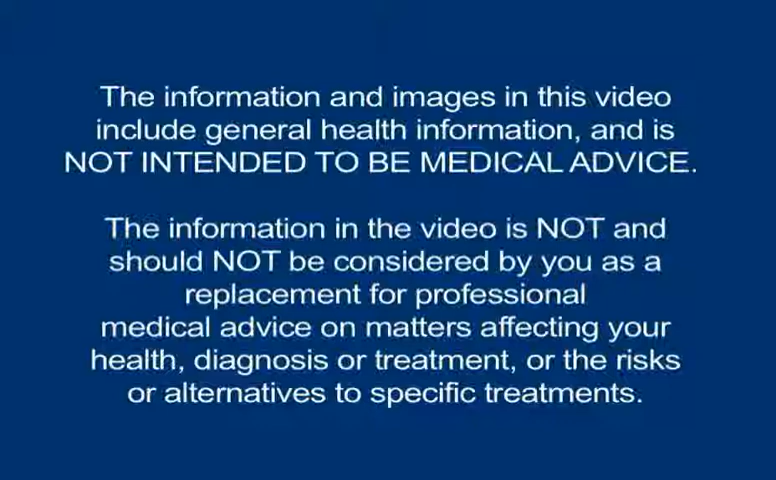 The information and images in this video
include general health information, and is
NOT INTENDED TO BE MEDICAL ADVICE.
The information in the video is NOT and
should NOT be considered by you as a
replacement for professional
medical advice on matters affecting your
health, diagnosis or treatment, or the risks
or alternatives to specific treatments.